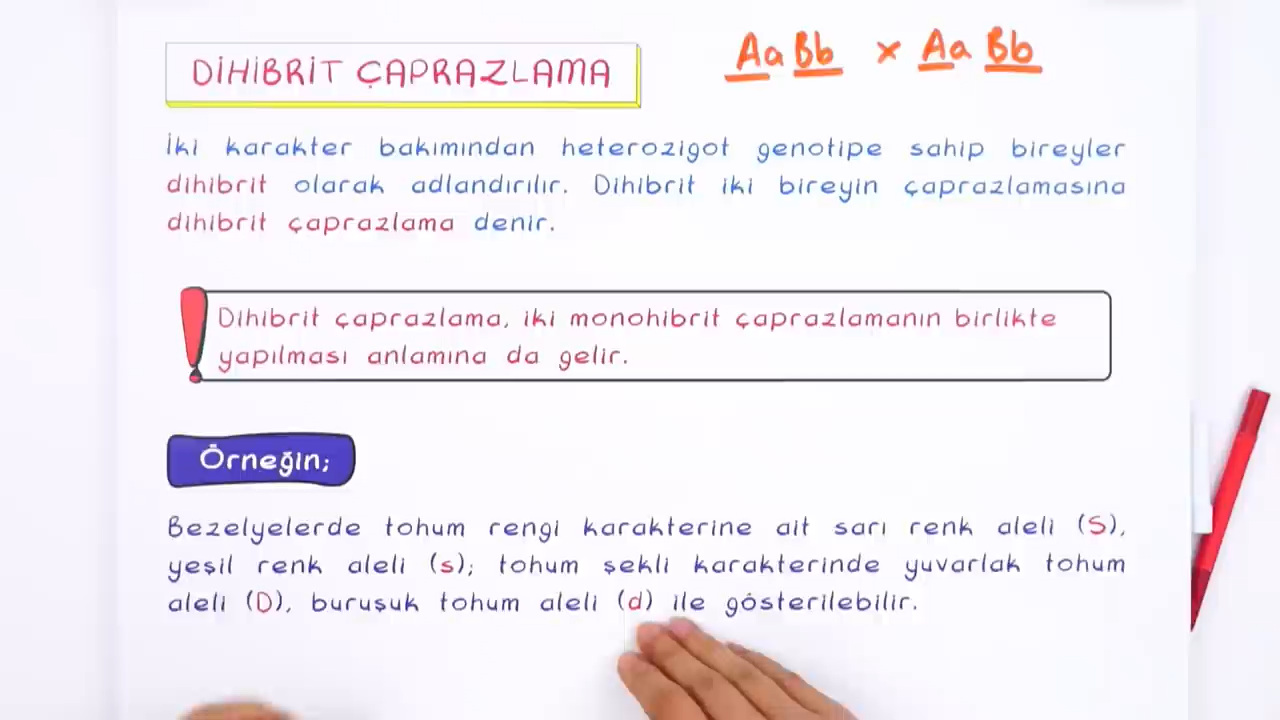 DİHİBRİT ÇAPRAZLAMA
AaBb x AaBb
İki karakter bakımından heterozigot genotipe sahip bireyler
dihibrit olarak adlandırılır. Dihibrit iki bireyin çaprazlamasına
dihibrit çaprazlama denir.
Dihibrit çaprazlama, iki monohibrit çaprazlamanın birlikte
yapılması anlamına da gelir.
Örneğin;
Bezelyelerde tohum rengi karakterine ait sarı renk aleli (S),
yeşil renk aleli (s); tohum şekli karakterinde yuvarlak tohum
aleli (D), buruşuk tohum aleli (d) ile gösterilebilir.